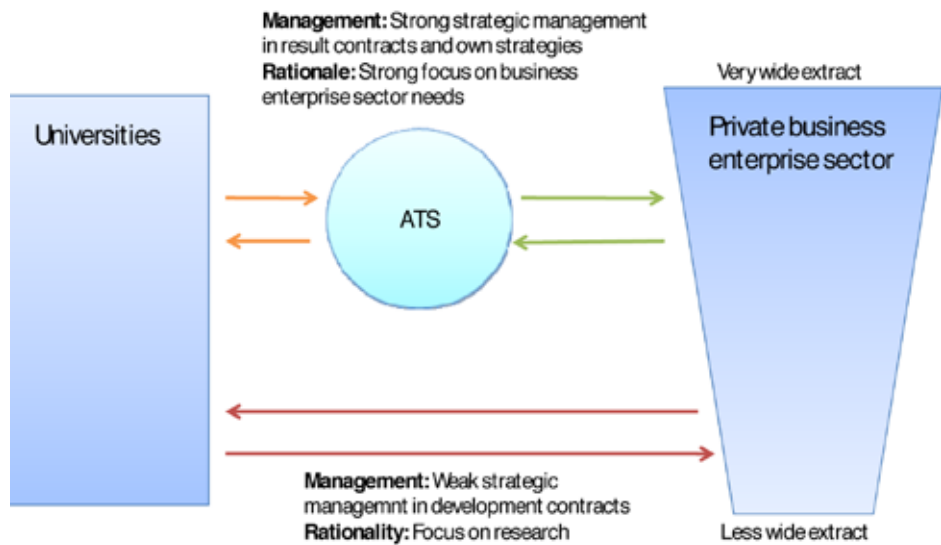 Management: Strong strategic management
in result contracts and own strategies
Rationale: Strong focus on business
enterprise sector needs
Very wide extract
Universities
Private business
enterprise sector
ATS
Management: Weak strategic
managemnt in development contracts
Rationality: Focus on research
Less wide extract